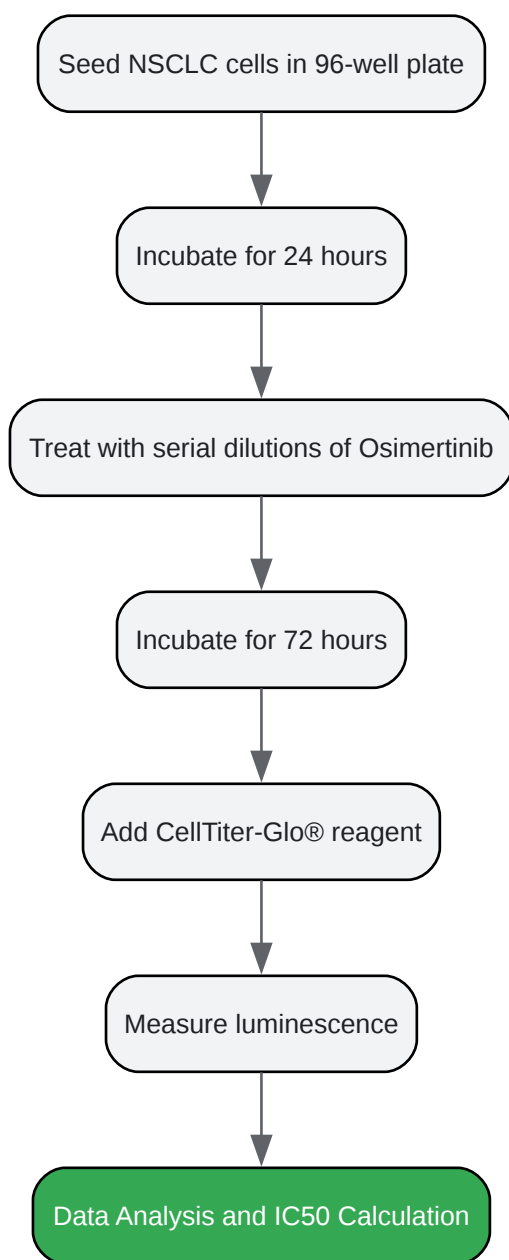 Seed NSCLC cells in 96-well plate
Incubate for 24 hours
Treat with serial dilutions of Osimertinib
Incubate for 72 hours
Add CellTiter-Glo® reagent
Measure luminescence
Data Analysis and IC50 Calculation